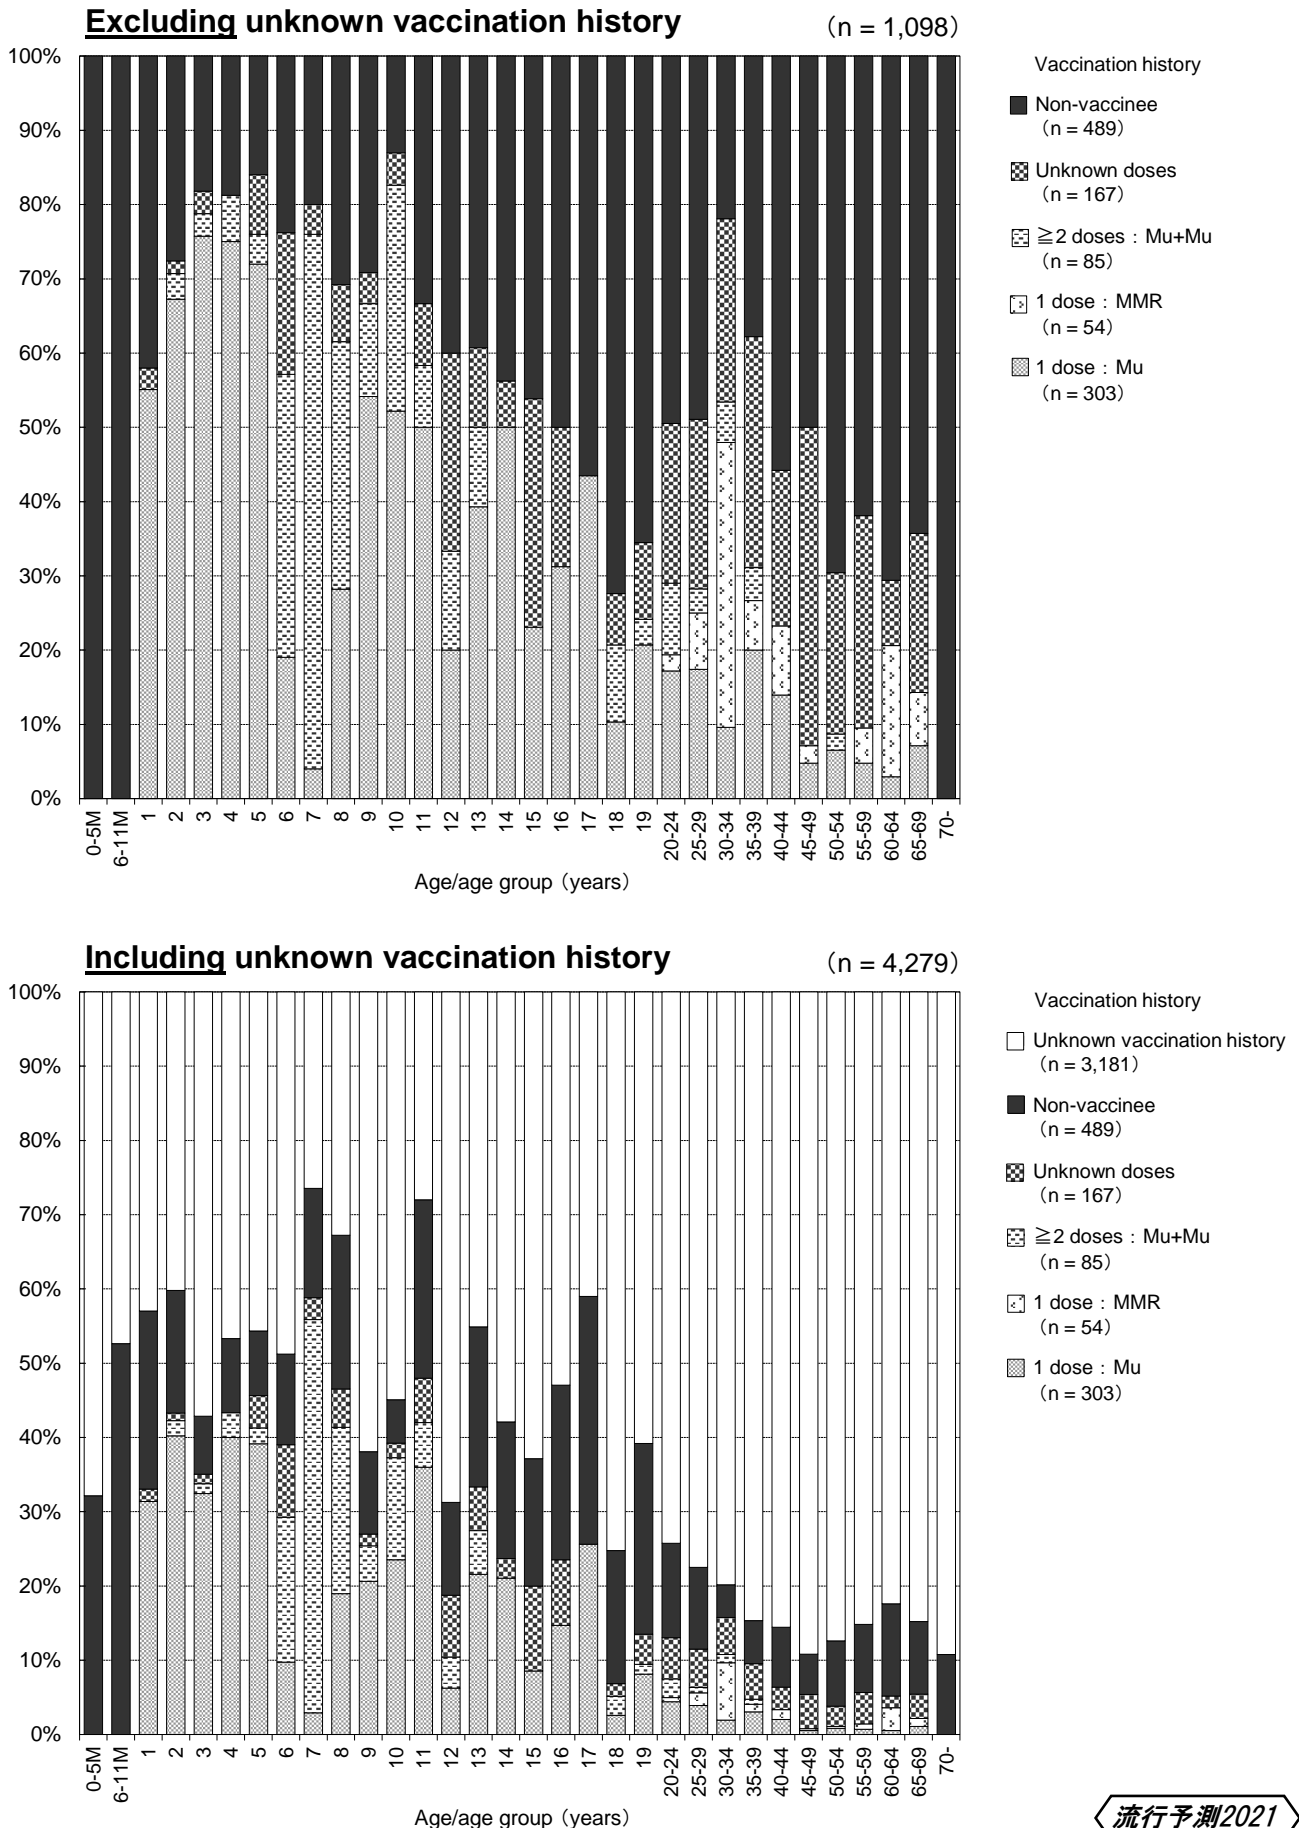 Excluding unknown vaccination history
（n = 1,098）
100%
90%
80%
70%
60%
50%
40%
30%
20%
10%
0%
0-5M
6-11M
1
2
3
4
5
6
7
8
9
10
11
12
13
14
15
16
17
18
19
20-24
25-29
30-34
35-39
40-44
45-49
50-54
55-59
60-64
65-69
70-
Age/age group（years）
Vaccination history
Non-vaccinee
（n = 489）
Unknown doses
（n = 167）
≧2 doses：Mu+Mu
（n = 85）
1 dose：MMR
（n = 54）
1 dose：Mu
（n = 303）
Including unknown vaccination history
（n = 4,279）
100%
90%
80%
70%
60%
50%
40%
30%
20%
10%
0%
0-5M
6-11M
1
2
3
4
5
6
7
8
9
10
11
12
13
14
15
16
17
18
19
20-24
25-29
30-34
35-39
40-44
45-49
50-54
55-59
60-64
65-69
70-
Age/age group（years）
Vaccination history
Unknown vaccination history
（n = 3,181）
Non-vaccinee
（n = 489）
Unknown doses
（n = 167）
≧2 doses：Mu+Mu
（n = 85）
1 dose：MMR
（n = 54）
1 dose：Mu
（n = 303）
流行予測2021